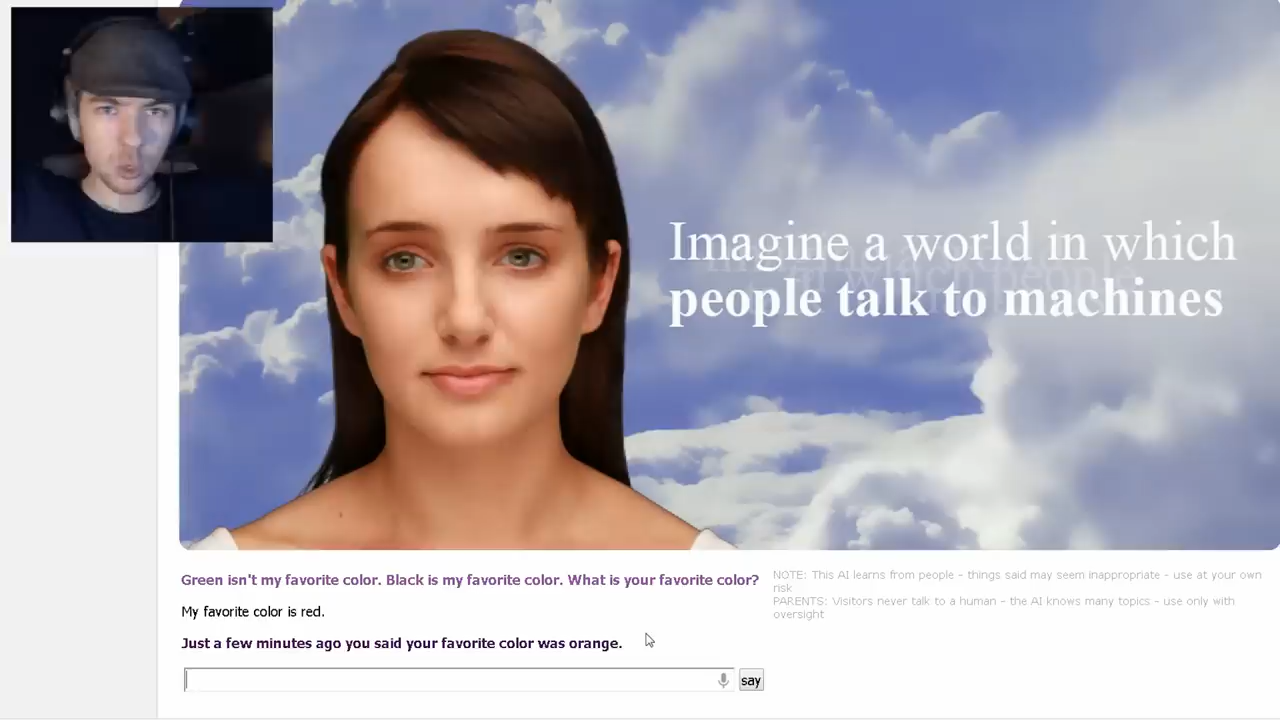 Imagine a world in which
people talk to machines
Green isn't my favorite color. Black is my favorite color. What is your favorite color?
My favorite color is red.
Just a few minutes ago you said your favorite color was orange.
say
NOTE: This AI learns from people - things said may seem inappropriate - use at your own
risk
PARENTS: Visitors never talk to a human - the AI knows many topics - use only with
oversight